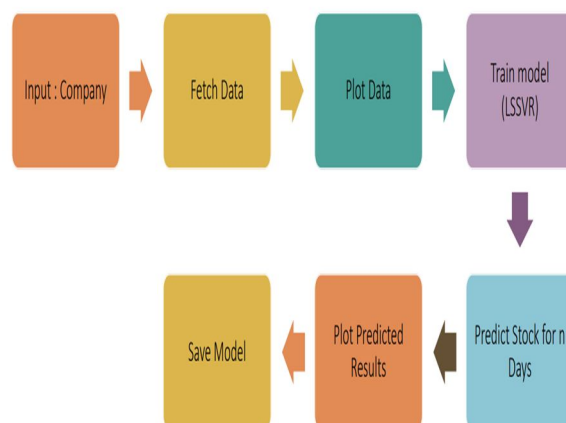 Input : Company
Fetch Data
Plot Data
Train model
(LSSVR)
Predict Stock for n
Days
Plot Predicted
Results
Save Model